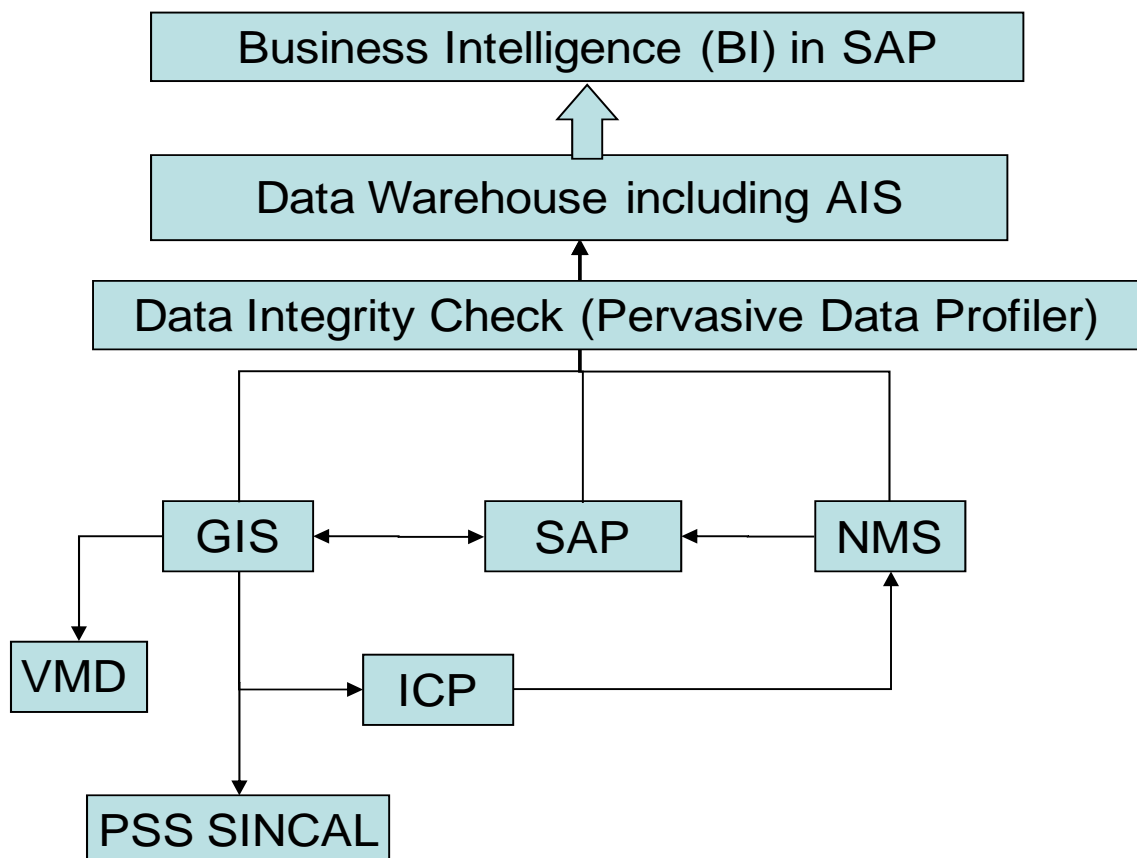 Business Intelligence (BI) in SAP
Data Warehouse including AIS
Data Integrity Check (Pervasive Data Profiler)
GIS
SAP
NMS
VMD
ICP
PSS SINCAL